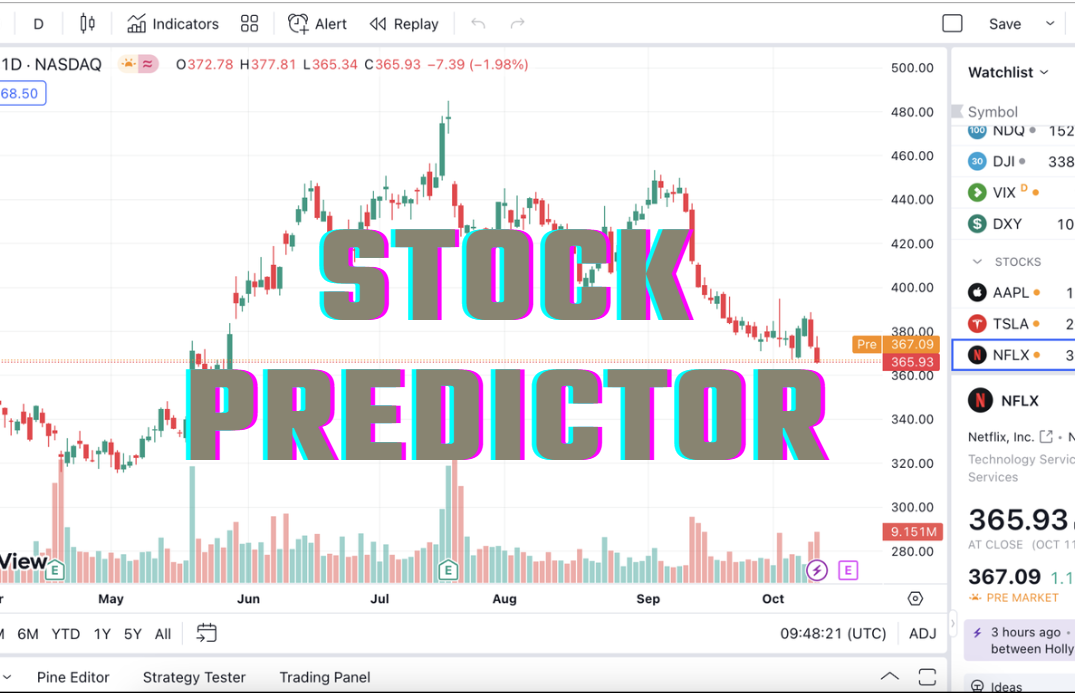 D Indicators Alert Replay Save
1D · NASDAQ O372.78 H377.81 L365.34 C365.93 −7.39 (−1.98%)
68.50
500.00
480.00
460.00
440.00
420.00
400.00
380.00
Pre 367.09
365.93
360.00
340.00
320.00
300.00
9.151M
280.00
STOCK
PREDICTOR
View
E E E
May Jun Jul Aug Sep Oct
6M YTD 1Y 5Y All 09:48:21 (UTC) ADJ
Pine Editor Strategy Tester Trading Panel
Watchlist
Symbol
100 NDQ 152
30 DJI 338
VIX D
$ DXY 10
STOCKS
AAPL 1
TSLA 2
N NFLX 3
N NFLX
Netflix, Inc. · N
Technology Servic
Services
365.93
AT CLOSE (OCT 11
367.09 1.1
PRE MARKET
3 hours ago ·
between Holly
Ideas